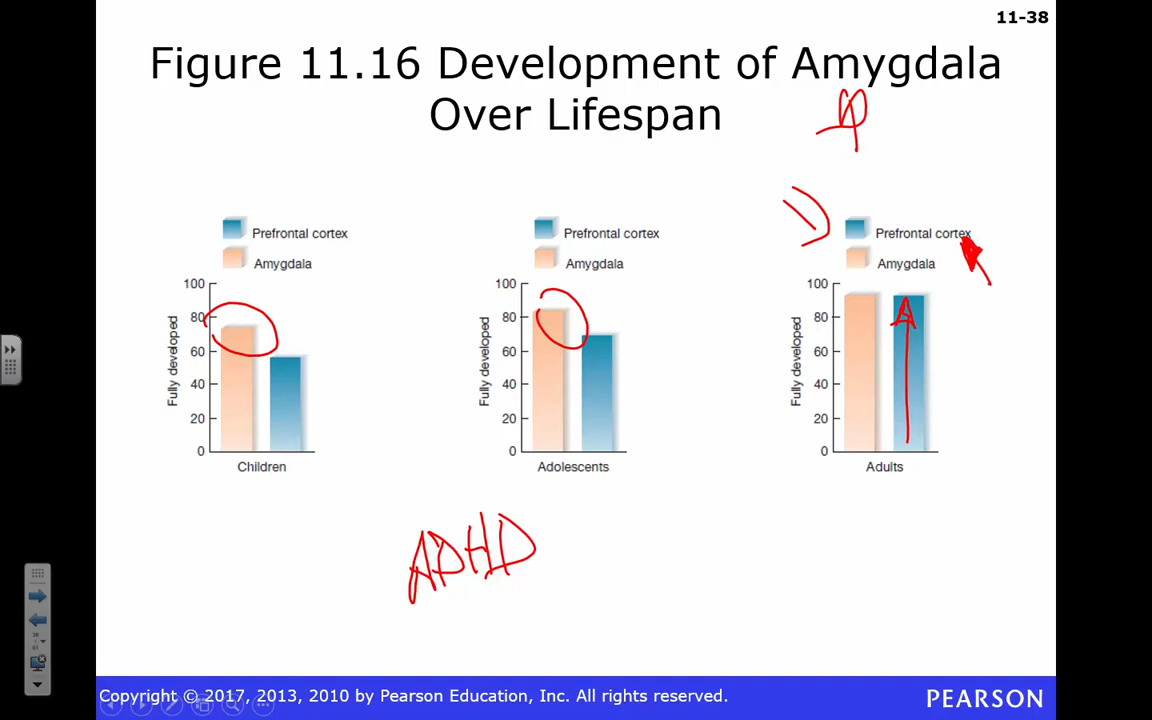 11-38
Figure 11.16 Development of Amygdala
Over Lifespan
Prefrontal cortex
Amygdala
100
80
60
40
20
0
Fully developed
Children
Prefrontal cortex
Amygdala
100
80
60
40
20
0
Fully developed
Adolescents
Prefrontal cortex
Amygdala
100
80
60
40
20
0
Fully developed
Adults
ADHD
Copyright © 2017, 2013, 2010 by Pearson Education, Inc. All rights reserved.
PEARSON